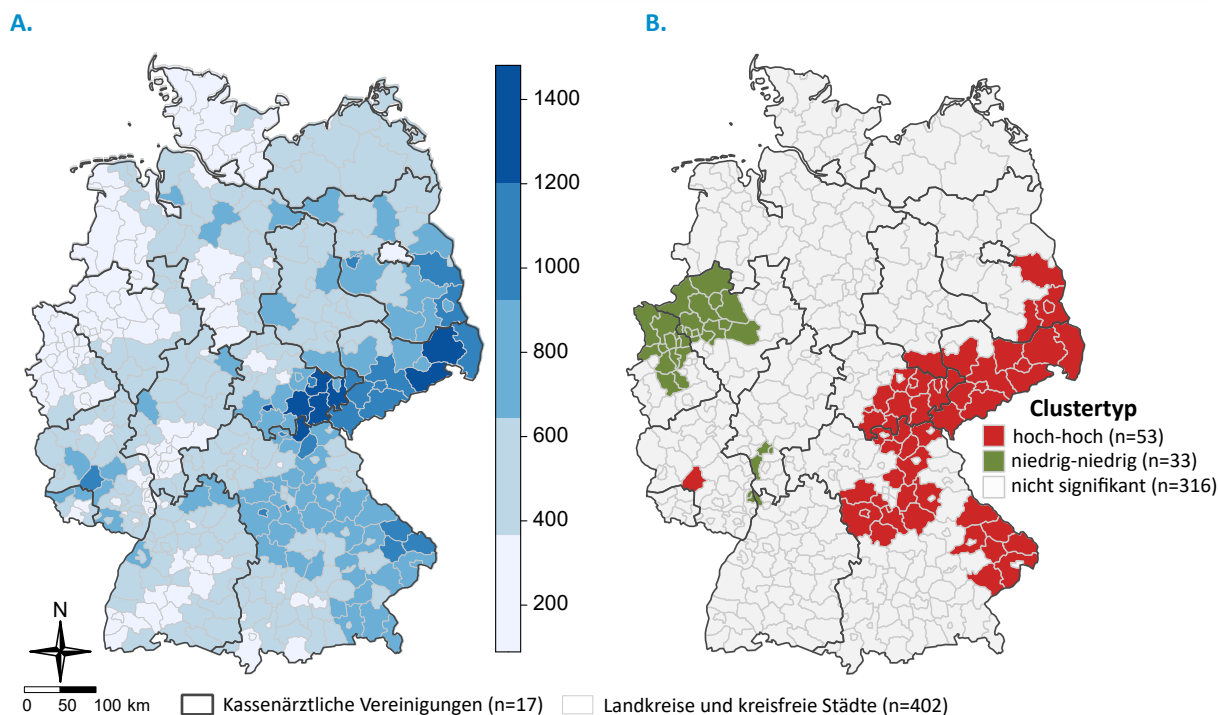 A.
B.
1400
1200
1000
800
600
400
200
Clustertyp
hoch-hoch (n=53)
niedrig-niedrig (n=33)
nicht signifikant (n=316)
N
0 50 100 km
Kassenärztliche Vereinigungen (n=17)
Landkreise und kreisfreie Städte (n=402)